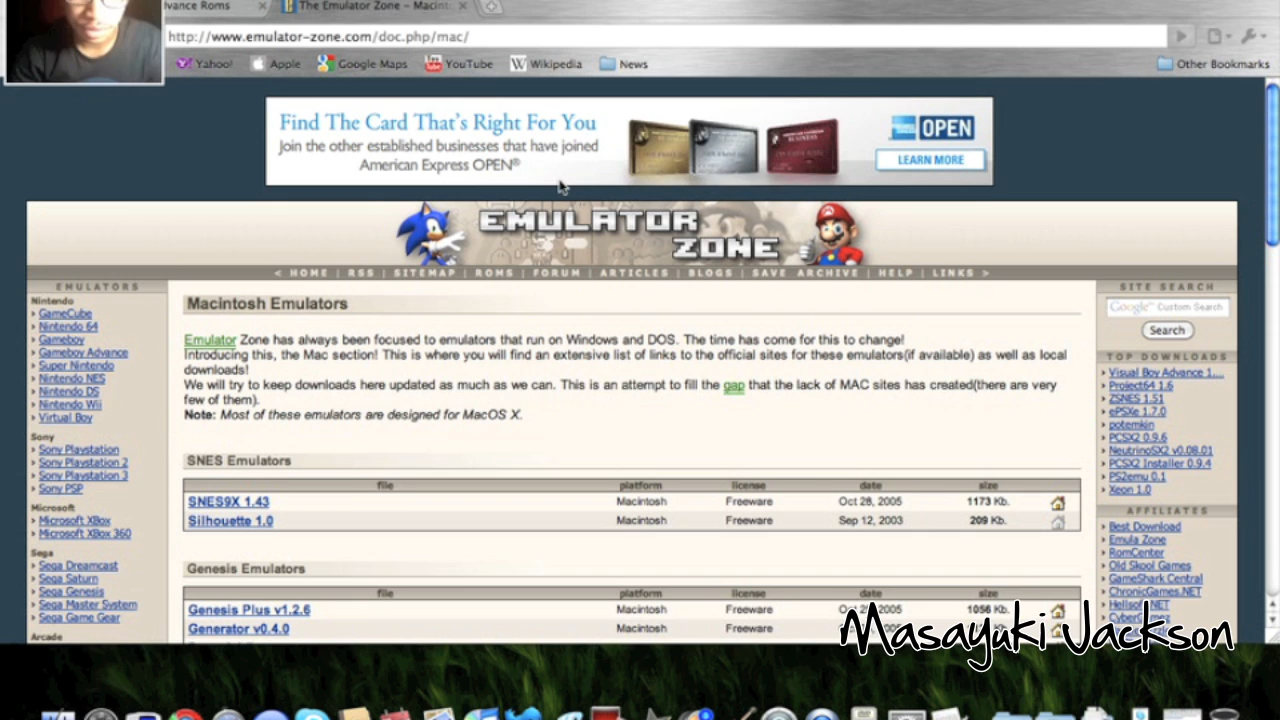 vance Roms
The Emulator Zone – Macint
http://www.emulator-zone.com/doc.php/mac/
Yahoo! Apple Google Maps YouTube Wikipedia News Other Bookmarks
Find The Card That's Right For You
Join the other established businesses that have joined
American Express OPEN®
OPEN
LEARN MORE
EMULATOR
ZONE
< HOME | RSS | SITEMAP | ROMS | FORUM | ARTICLES | BLOGS | SAVE ARCHIVE | HELP | LINKS >
EMULATORS
Nintendo
GameCube
Nintendo 64
Gameboy
Gameboy Advance
Super Nintendo
Nintendo NES
Nintendo DS
Nintendo Wii
Virtual Boy
Sony
Sony Playstation
Sony Playstation 2
Sony Playstation 3
Sony PSP
Microsoft
Microsoft XBox
Microsoft XBox 360
Sega
Sega Dreamcast
Sega Saturn
Sega Genesis
Sega Master System
Sega Game Gear
Arcade
Macintosh Emulators
Emulator Zone has always been focused to emulators that run on Windows and DOS. The time has come for this to change!
Introducing this, the Mac section! This is where you will find an extensive list of links to the official sites for these emulators(if available) as well as local
downloads!
We will try to keep downloads here updated as much as we can. This is an attempt to fill the gap that the lack of MAC sites has created(there are very
few of them).
Note: Most of these emulators are designed for MacOS X.
SNES Emulators
file platform license date size
SNES9X 1.43 Macintosh Freeware Oct 28, 2005 1173 Kb.
Silhouette 1.0 Macintosh Freeware Sep 12, 2003 209 Kb.
Genesis Emulators
file platform license date size
Genesis Plus v1.2.6 Macintosh Freeware 2005 1056 Kb.
Generator v0.4.0 Macintosh Freeware
SITE SEARCH
Google™ Custom Search
Search
TOP DOWNLOADS
Visual Boy Advance 1....
Project64 1.6
ZSNES 1.51
ePSXe 1.7.0
potemkin
PCSX2 0.9.6
NeutrinoSX2 v0.08.01
PCSX2 Installer 0.9.4
PS2emu 0.1
Xeon 1.0
AFFILIATES
Best Download
Emula Zone
RomCenter
Old Skool Games
GameShark Central
ChronicGames.NET
Masayuki Jackson